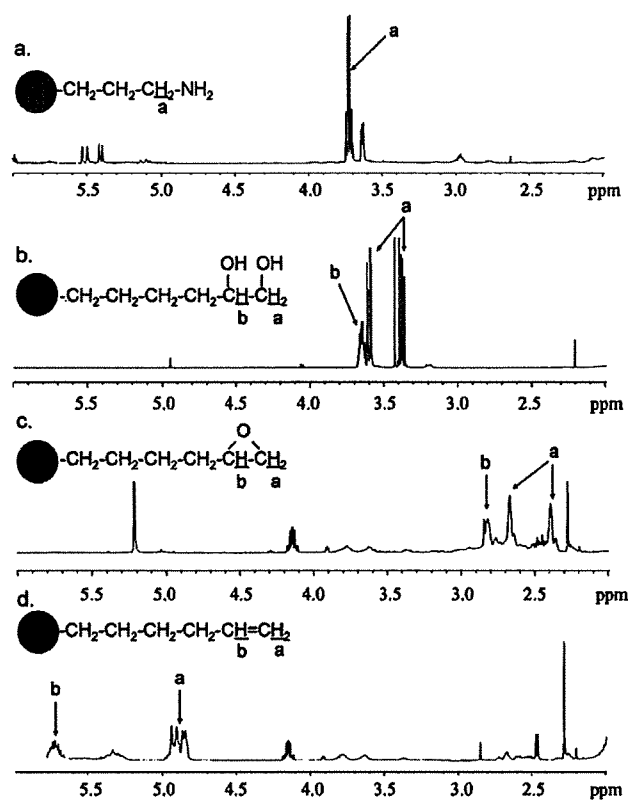 a.
a
-CH2-CH2-CH2-NH2
a
5.5 5.0 4.5 4.0 3.5 3.0 2.5 ppm
b.
a
OH OH
b
-CH2-CH2-CH2-CH2-CH-CH2
b a
5.5 5.0 4.5 4.0 3.5 3.0 2.5 ppm
c.
O
b a
-CH2-CH2-CH2-CH2-CH-CH2
b a
5.5 5.0 4.5 4.0 3.5 3.0 2.5 ppm
d.
-CH2-CH2-CH2-CH2-CH=CH2
b a
b a
5.5 5.0 4.5 4.0 3.5 3.0 2.5 ppm